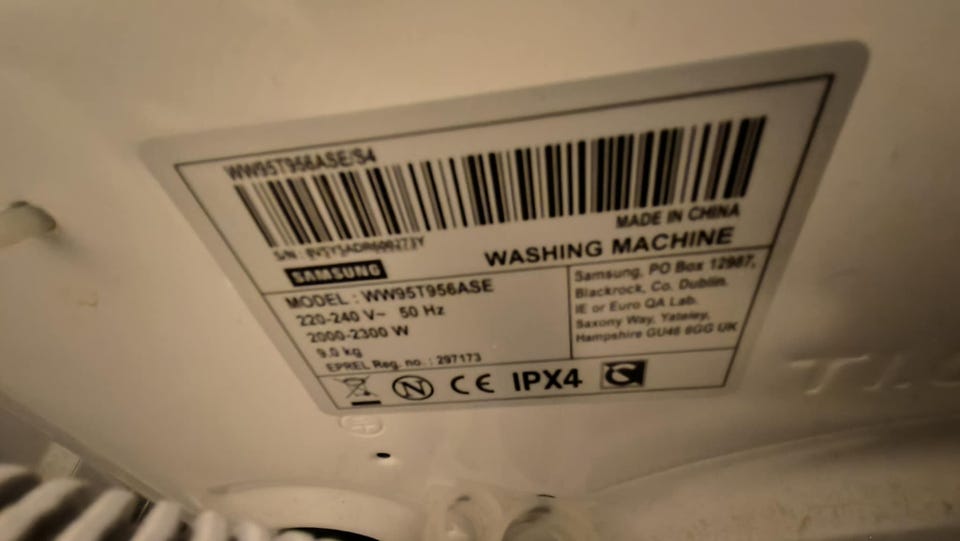 WW95T956ASE/S4
MADE IN CHINA
S/N :
SAMSUNG
WASHING MACHINE
MODEL : WW95T956ASE
220-240 V~ 50 Hz
2000-2300 W
9.0 kg
EPREL Reg. no. : 297173
Samsung, PO Box 12987,
Blackrock, Co. Dublin.
IE or Euro QA Lab.
Saxony Way, Yateley,
Hampshire GU46 6GG UK
N CE IPX4